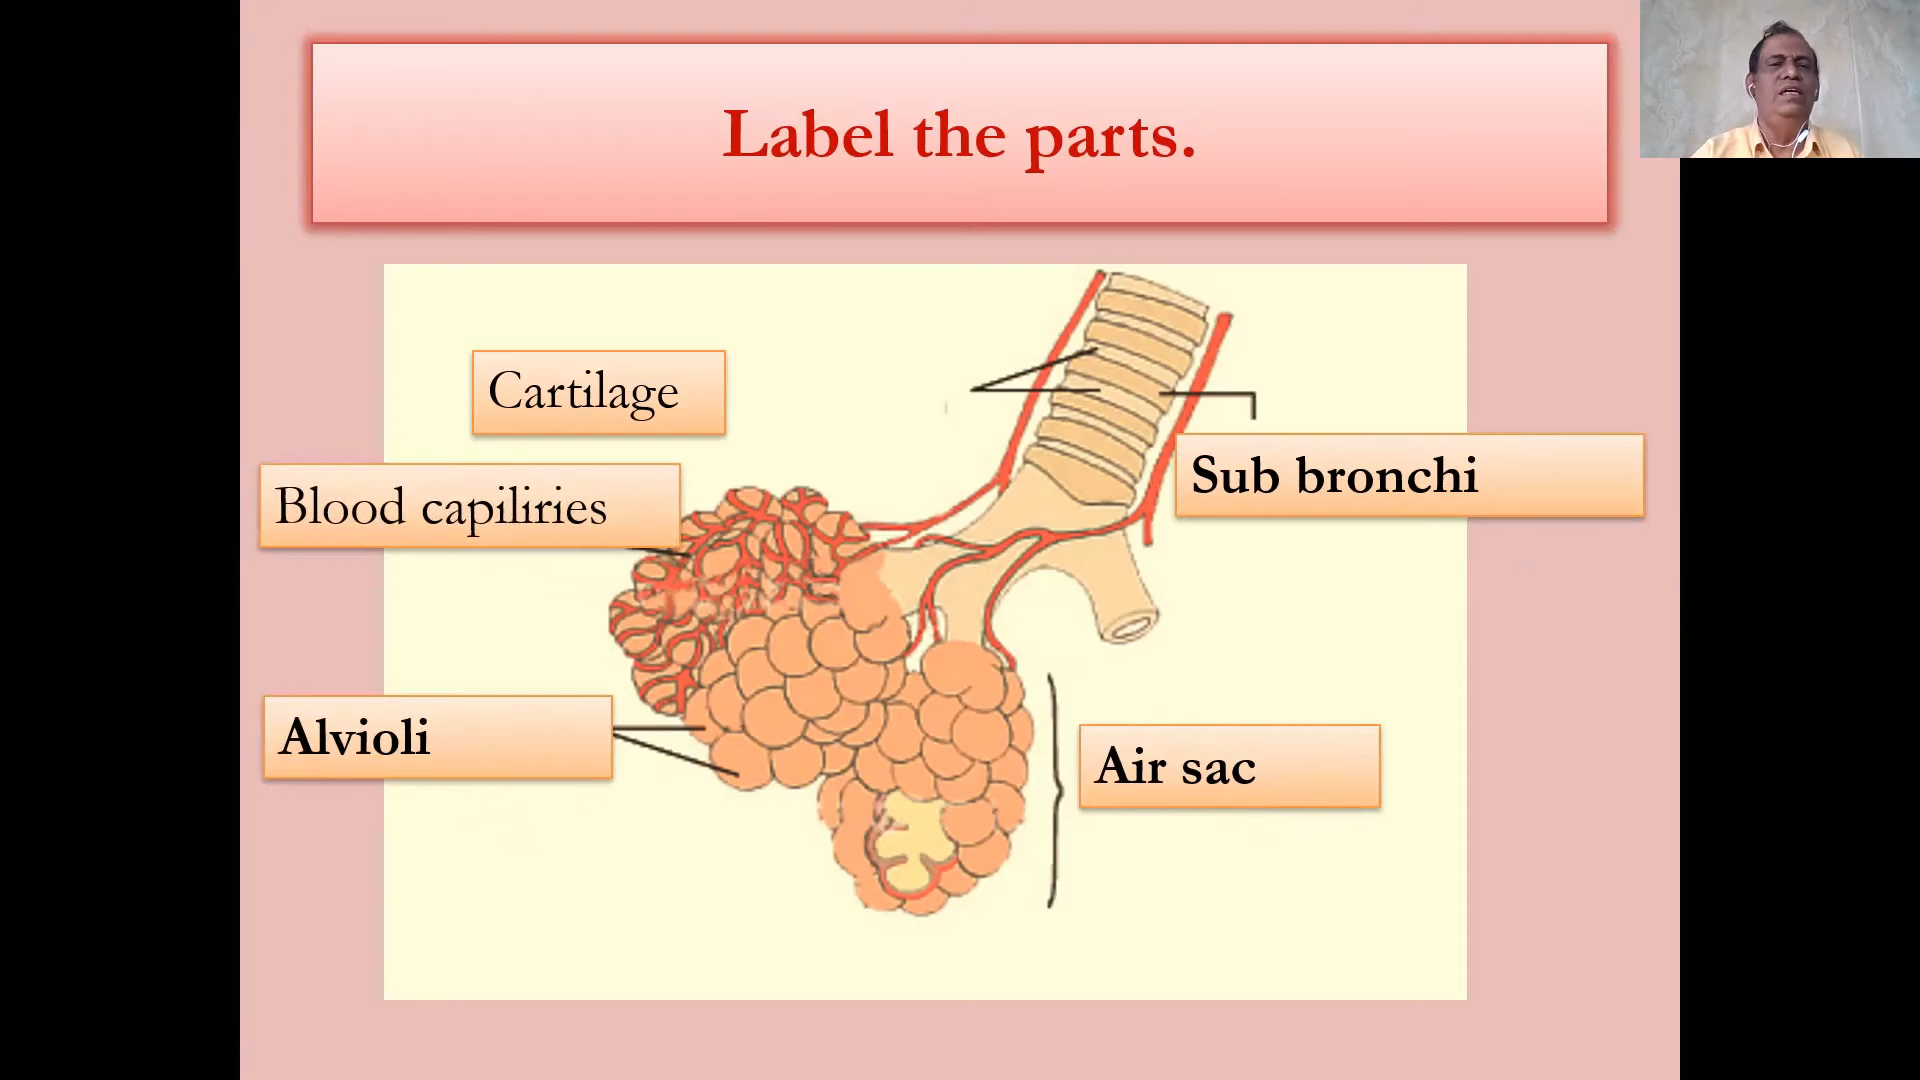 Label the parts.
Cartilage
Blood capiliries
Sub bronchi
Alvioli
Air sac